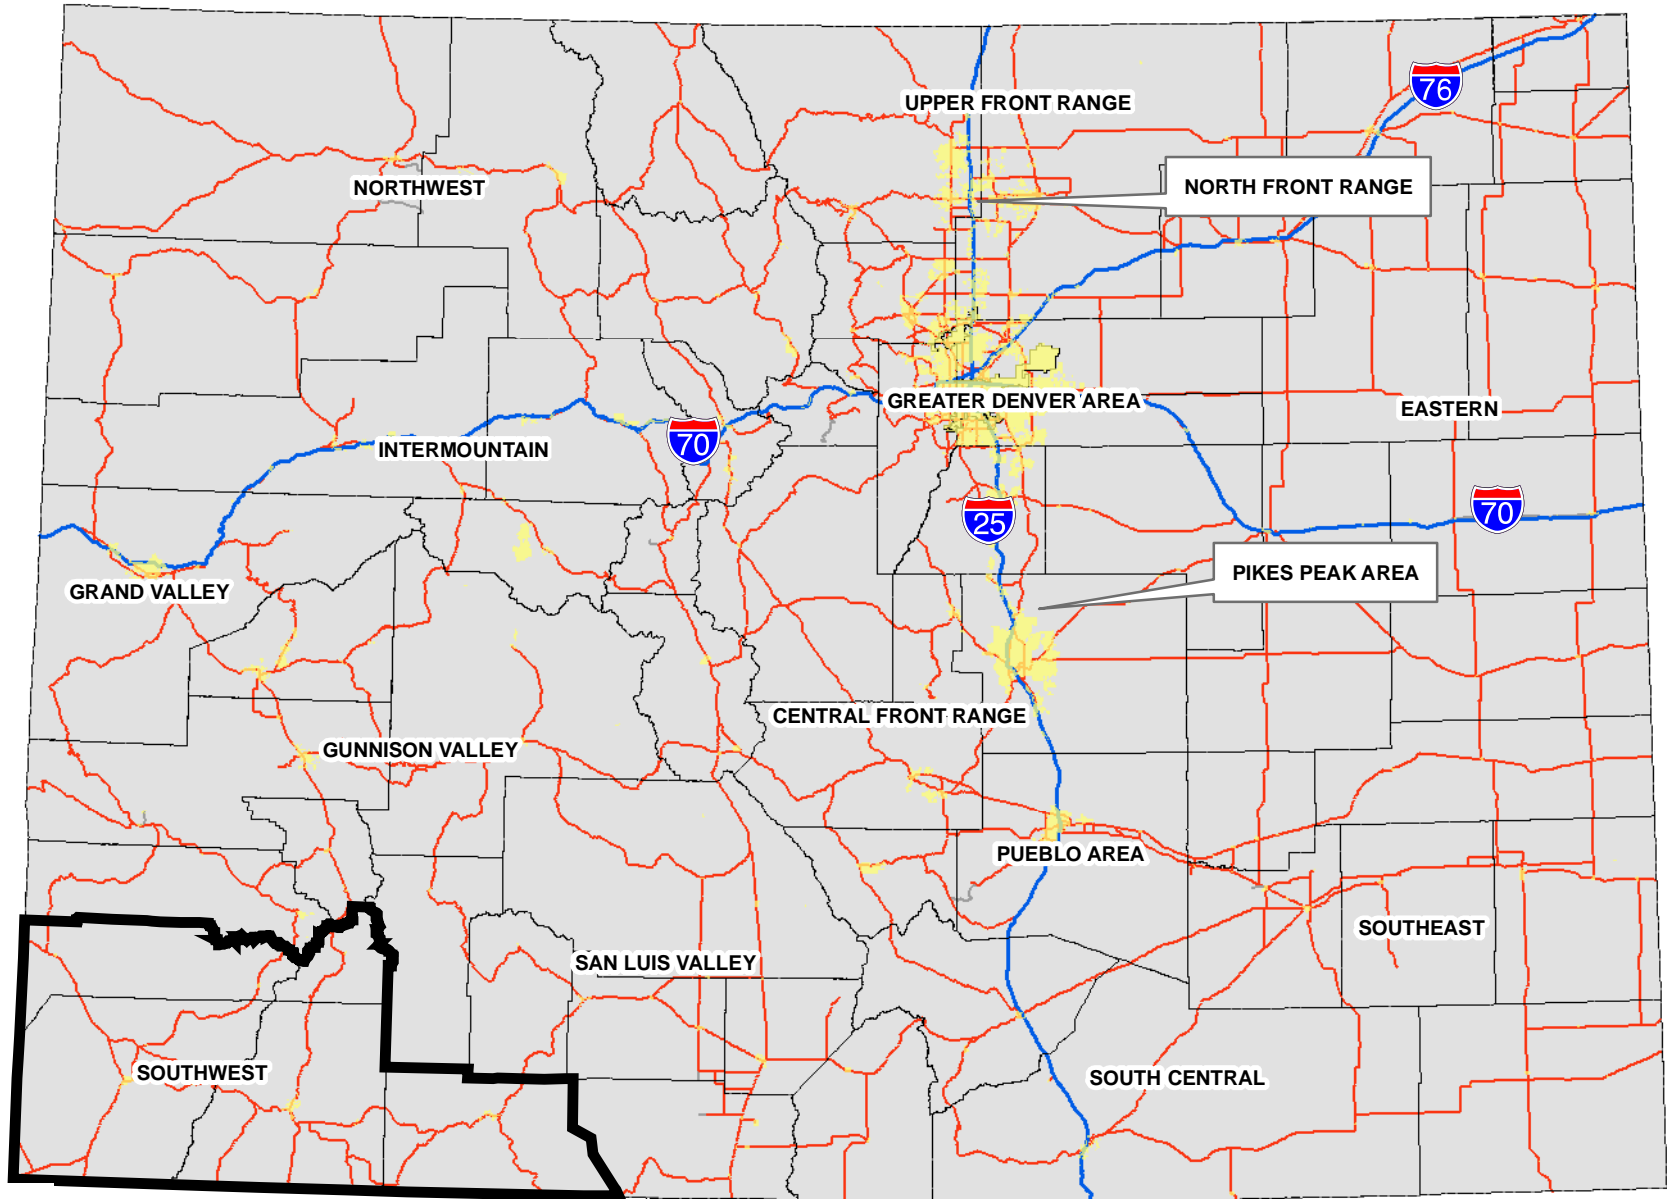 76
UPPER FRONT RANGE
NORTH FRONT RANGE
NORTHWEST
GREATER DENVER AREA
EASTERN
70
INTERMOUNTAIN
25
70
PIKES PEAK AREA
GRAND VALLEY
CENTRAL FRONT RANGE
GUNNISON VALLEY
PUEBLO AREA
SOUTHEAST
SAN LUIS VALLEY
SOUTHWEST
SOUTH CENTRAL